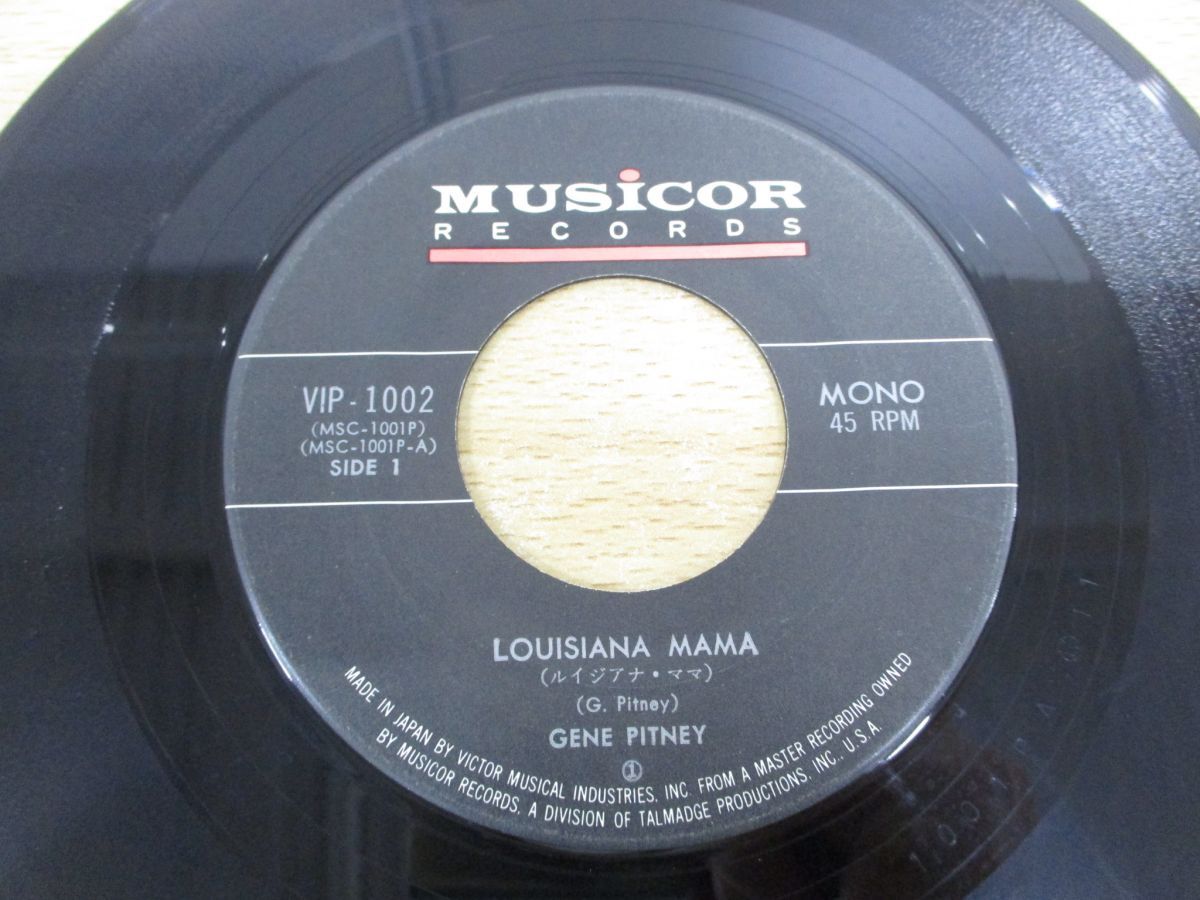 MUSiCOR
RECORDS
VIP-1002
(MSC-1001P)
(MSC-1001P-A)
SIDE 1
MONO
45 RPM
LOUISIANA MAMA
(ルイジアナ・ママ)
(G. Pitney)
GENE PITNEY
①
MADE IN JAPAN BY VICTOR MUSICAL INDUSTRIES, INC. FROM A MASTER RECORDING OWNED
BY MUSICOR RECORDS, A DIVISION OF TALMADGE PRODUCTIONS, INC., U.S.A.